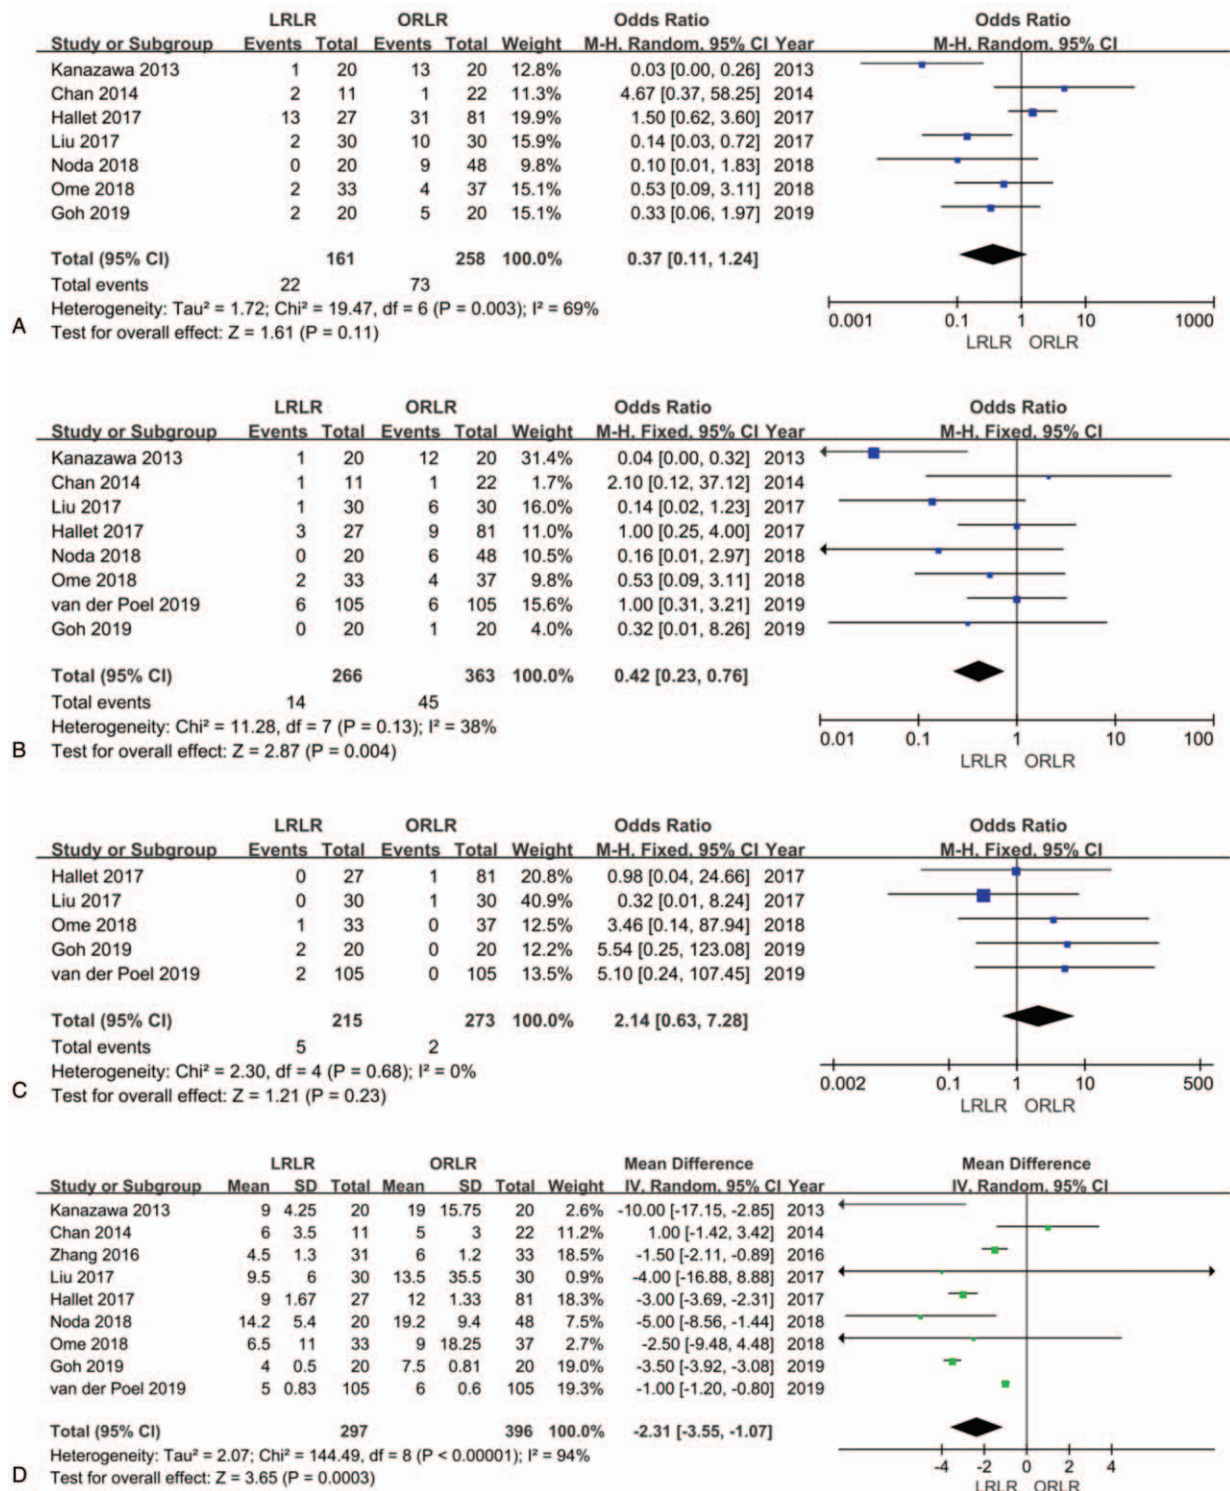 LRLR ORLR Odds Ratio Odds Ratio
Study or Subgroup Events Total Events Total Weight M-H, Random, 95% CI Year M-H, Random, 95% CI
Kanazawa 2013 1 20 13 20 12.8% 0.03 [0.00, 0.26] 2013
Chan 2014 2 11 1 22 11.3% 4.67 [0.37, 58.25] 2014
Hallet 2017 13 27 31 81 19.9% 1.50 [0.62, 3.60] 2017
Liu 2017 2 30 10 30 15.9% 0.14 [0.03, 0.72] 2017
Noda 2018 0 20 9 48 9.8% 0.10 [0.01, 1.83] 2018
Ome 2018 2 33 4 37 15.1% 0.53 [0.09, 3.11] 2018
Goh 2019 2 20 5 20 15.1% 0.33 [0.06, 1.97] 2019
Total (95% CI) 161 258 100.0% 0.37 [0.11, 1.24]
Total events 22 73
Heterogeneity: Tau² = 1.72; Chi² = 19.47, df = 6 (P = 0.003); I² = 69%
Test for overall effect: Z = 1.61 (P = 0.11)
0.001 0.1 1 10 1000
LRLR ORLR
A
LRLR ORLR Odds Ratio Odds Ratio
Study or Subgroup Events Total Events Total Weight M-H, Fixed, 95% CI Year M-H, Fixed, 95% CI
Kanazawa 2013 1 20 12 20 31.4% 0.04 [0.00, 0.32] 2013
Chan 2014 1 11 1 22 1.7% 2.10 [0.12, 37.12] 2014
Liu 2017 1 30 6 30 16.0% 0.14 [0.02, 1.23] 2017
Hallet 2017 3 27 9 81 11.0% 1.00 [0.25, 4.00] 2017
Noda 2018 0 20 6 48 10.5% 0.16 [0.01, 2.97] 2018
Ome 2018 2 33 4 37 9.8% 0.53 [0.09, 3.11] 2018
van der Poel 2019 6 105 6 105 15.6% 1.00 [0.31, 3.21] 2019
Goh 2019 0 20 1 20 4.0% 0.32 [0.01, 8.26] 2019
Total (95% CI) 266 363 100.0% 0.42 [0.23, 0.76]
Total events 14 45
Heterogeneity: Chi² = 11.28, df = 7 (P = 0.13); I² = 38%
Test for overall effect: Z = 2.87 (P = 0.004)
0.01 0.1 1 10 100
LRLR ORLR
B
LRLR ORLR Odds Ratio Odds Ratio
Study or Subgroup Events Total Events Total Weight M-H, Fixed, 95% CI Year M-H, Fixed, 95% CI
Hallet 2017 0 27 1 81 20.8% 0.98 [0.04, 24.66] 2017
Liu 2017 0 30 1 30 40.9% 0.32 [0.01, 8.24] 2017
Ome 2018 1 33 0 37 12.5% 3.46 [0.14, 87.94] 2018
Goh 2019 2 20 0 20 12.2% 5.54 [0.25, 123.08] 2019
van der Poel 2019 2 105 0 105 13.5% 5.10 [0.24, 107.45] 2019
Total (95% CI) 215 273 100.0% 2.14 [0.63, 7.28]
Total events 5 2
Heterogeneity: Chi² = 2.30, df = 4 (P = 0.68); I² = 0%
Test for overall effect: Z = 1.21 (P = 0.23)
0.002 0.1 1 10 500
LRLR ORLR
C
LRLR ORLR Mean Difference Mean Difference
Study or Subgroup Mean SD Total Mean SD Total Weight IV, Random, 95% CI Year IV, Random, 95% CI
Kanazawa 2013 9 4.25 20 19 15.75 20 2.6% -10.00 [-17.15, -2.85] 2013
Chan 2014 6 3.5 11 5 3 22 11.2% 1.00 [-1.42, 3.42] 2014
Zhang 2016 4.5 1.3 31 6 1.2 33 18.5% -1.50 [-2.11, -0.89] 2016
Liu 2017 9.5 6 30 13.5 35.5 30 0.9% -4.00 [-16.88, 8.88] 2017
Hallet 2017 9 1.67 27 12 1.33 81 18.3% -3.00 [-3.69, -2.31] 2017
Noda 2018 14.2 5.4 20 19.2 9.4 48 7.5% -5.00 [-8.56, -1.44] 2018
Ome 2018 6.5 11 33 9 18.25 37 2.7% -2.50 [-9.48, 4.48] 2018
Goh 2019 4 0.5 20 7.5 0.81 20 19.0% -3.50 [-3.92, -3.08] 2019
van der Poel 2019 5 0.83 105 6 0.6 105 19.3% -1.00 [-1.20, -0.80] 2019
Total (95% CI) 297 396 100.0% -2.31 [-3.55, -1.07]
Heterogeneity: Tau² = 2.07; Chi² = 144.49, df = 8 (P < 0.00001); I² = 94%
Test for overall effect: Z = 3.65 (P = 0.0003)
-4 -2 0 2 4
LRLR ORLR
D